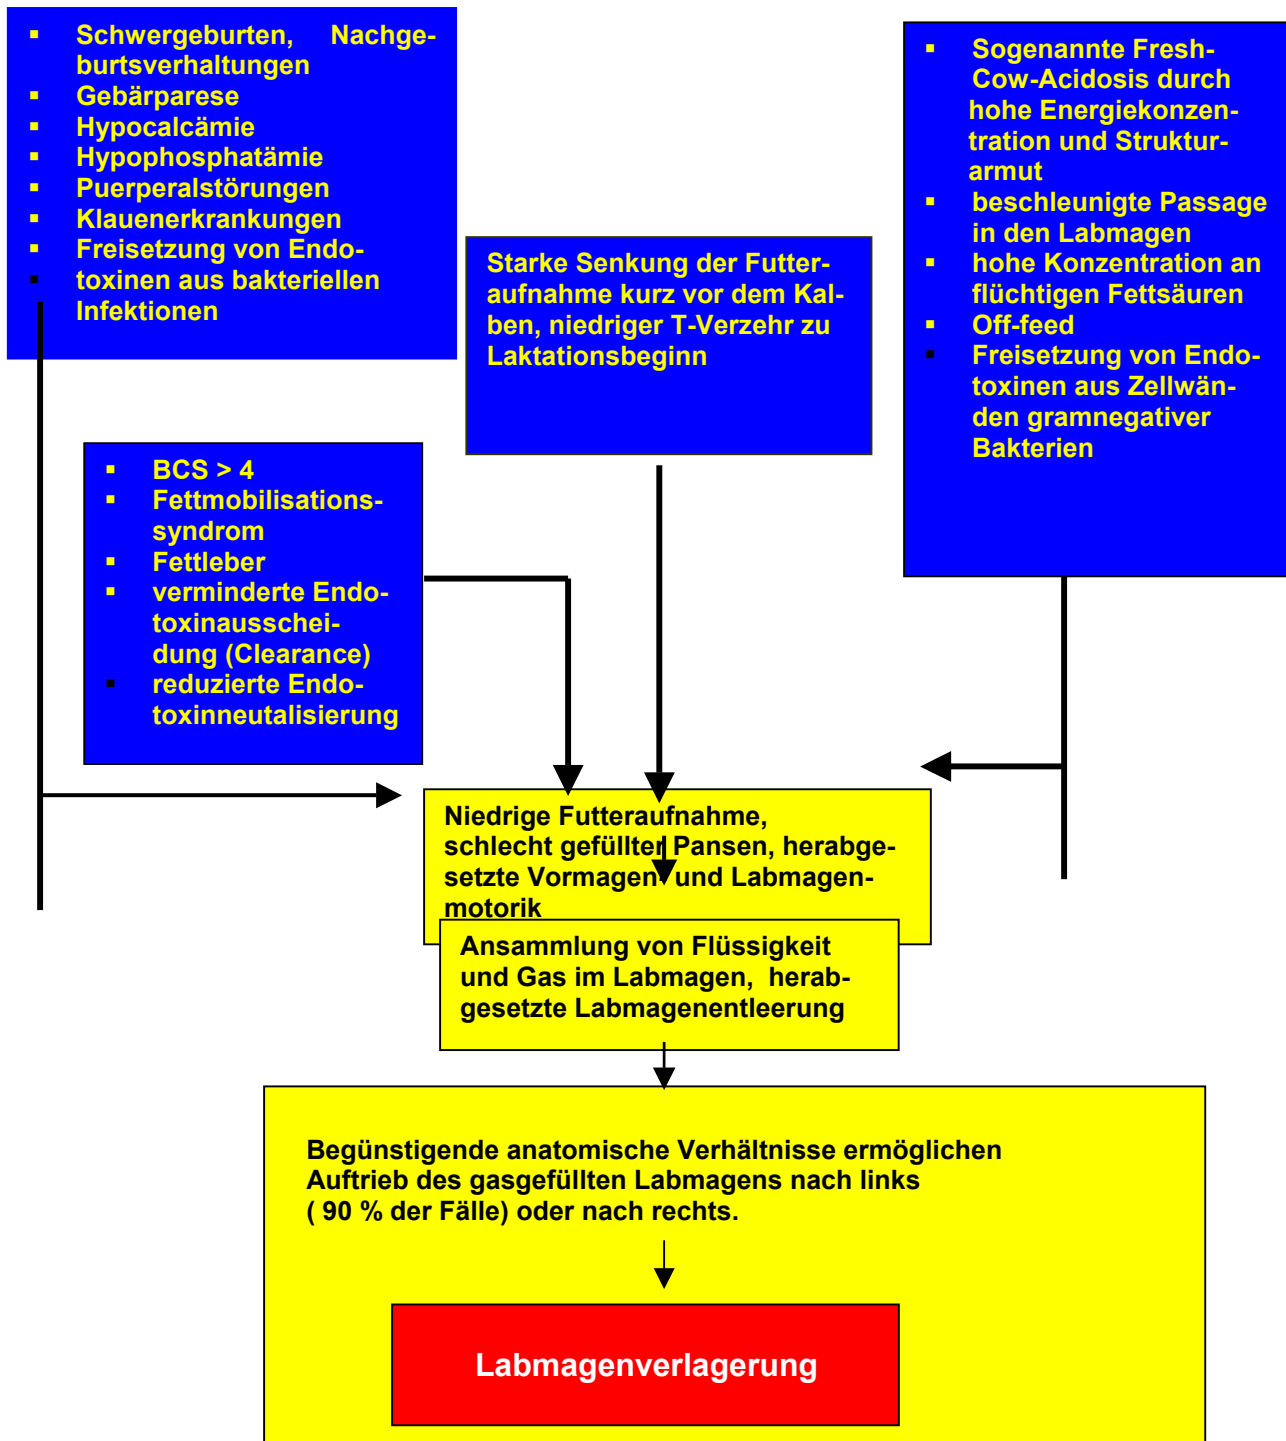 ▪ Schwergeburten, Nachge-
burtsverhaltungen
▪ Gebärparese
▪ Hypocalcämie
▪ Hypophosphatämie
▪ Puerperalstörungen
▪ Klauenerkrankungen
▪ Freisetzung von Endo-
▪ toxinen aus bakteriellen
Infektionen
▪ Sogenannte Fresh-
Cow-Acidosis durch
hohe Energiekonzen-
tration und Struktur-
armut
▪ beschleunigte Passage
in den Labmagen
▪ hohe Konzentration an
flüchtigen Fettsäuren
▪ Off-feed
▪ Freisetzung von Endo-
toxinen aus Zellwän-
den gramnegativer
Bakterien
Starke Senkung der Futter-
aufnahme kurz vor dem Kal-
ben, niedriger T-Verzehr zu
Laktationsbeginn
▪ BCS > 4
▪ Fettmobilisations-
syndrom
▪ Fettleber
▪ verminderte Endo-
toxinausschei-
dung (Clearance)
▪ reduzierte Endo-
toxinneutalisierung
Niedrige Futteraufnahme,
schlecht gefüllter Pansen, herabge-
setzte Vormagen- und Labmagen-
motorik
Ansammlung von Flüssigkeit
und Gas im Labmagen, herab-
gesetzte Labmagenentleerung
Begünstigende anatomische Verhältnisse ermöglichen
Auftrieb des gasgefüllten Labmagens nach links
( 90 % der Fälle) oder nach rechts.
Labmagenverlagerung